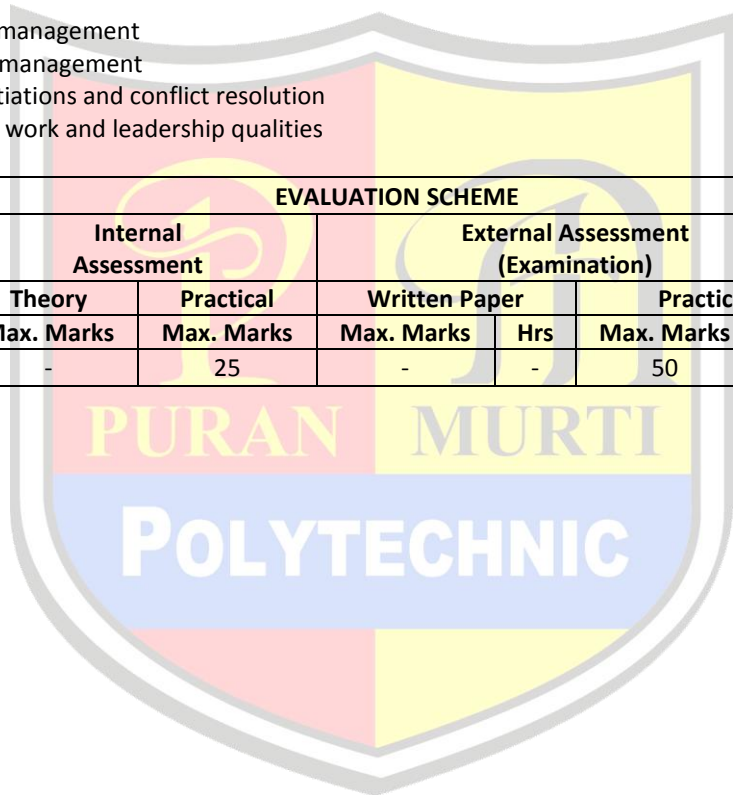 management
management
tiations and conflict resolution
work and leadership qualities
EVALUATION SCHEME
Internal Assessment
External Assessment (Examination)
Theory Practical Written Paper Practic
Max. Marks Max. Marks Max. Marks Hrs Max. Marks
- 25 - - 50
PURAN MURTI
POLYTECHNIC